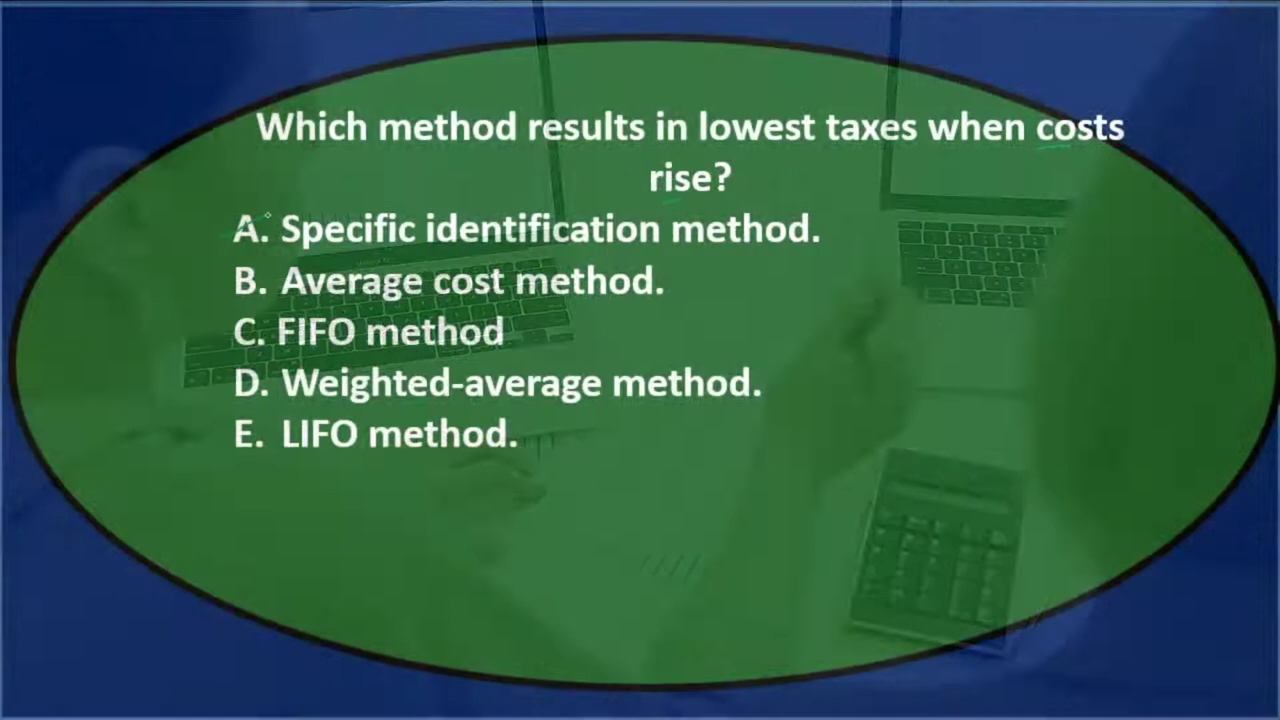 Which method results in lowest taxes when costs
rise?
A. Specific identification method.
B. Average cost method.
C. FIFO method
D. Weighted-average method.
E. LIFO method.